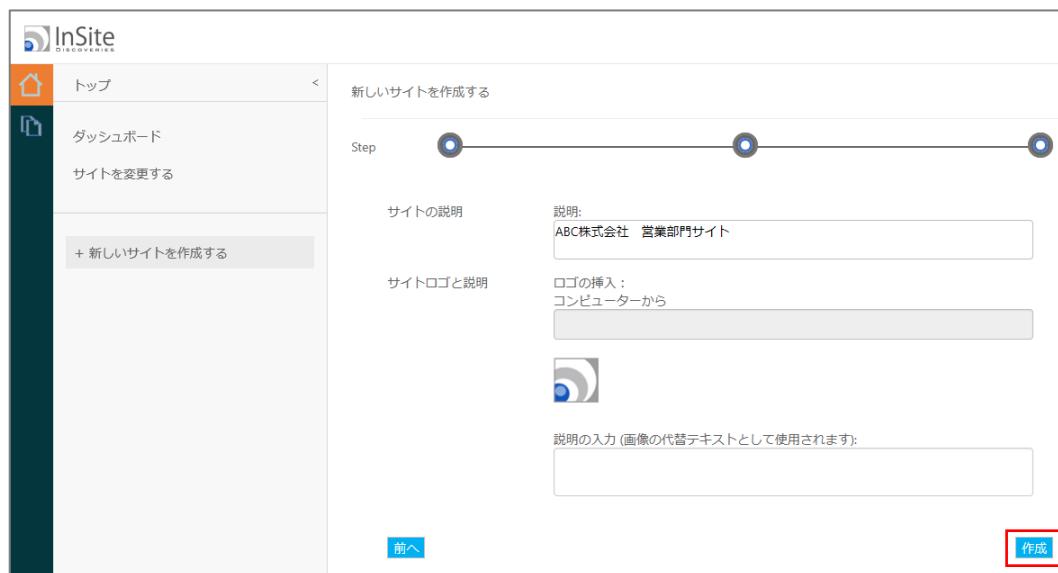 InSite
DISCOVERIES
トップ <
ダッシュボード
サイトを変更する
+ 新しいサイトを作成する
新しいサイトを作成する
Step
サイトの説明
説明:
ABC株式会社　営業部門サイト
サイトロゴと説明
ロゴの挿入：
コンピューターから
説明の入力 (画像の代替テキストとして使用されます):
前へ
作成